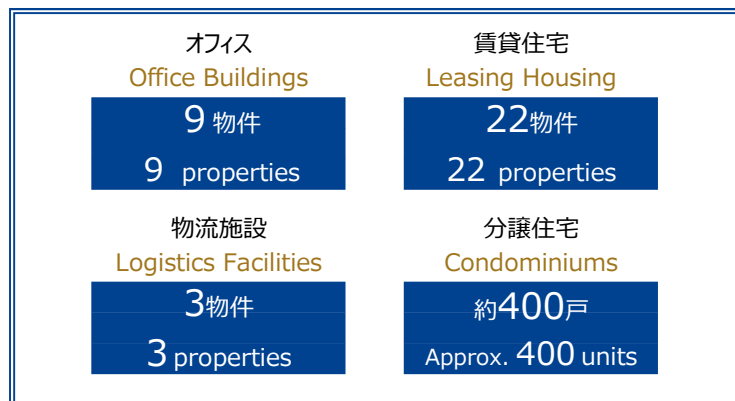 オフィス
Office Buildings
9 物件
9 properties
賃貸住宅
Leasing Housing
22物件
22 properties
物流施設
Logistics Facilities
3物件
3 properties
分譲住宅
Condominiums
約400戸
Approx. 400 units